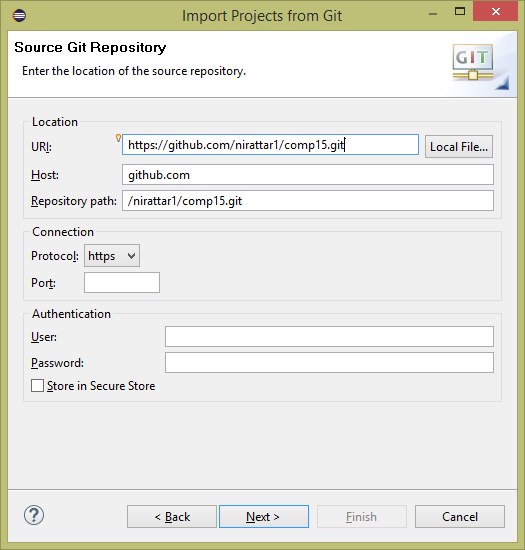 Import Projects from Git
Source Git Repository
Enter the location of the source repository.
GIT
Location
URI: https://github.com/nirattar1/comp15.git Local File...
Host: github.com
Repository path: /nirattar1/comp15.git
Connection
Protocol: https
Port:
Authentication
User:
Password:
Store in Secure Store
? < Back Next > Finish Cancel